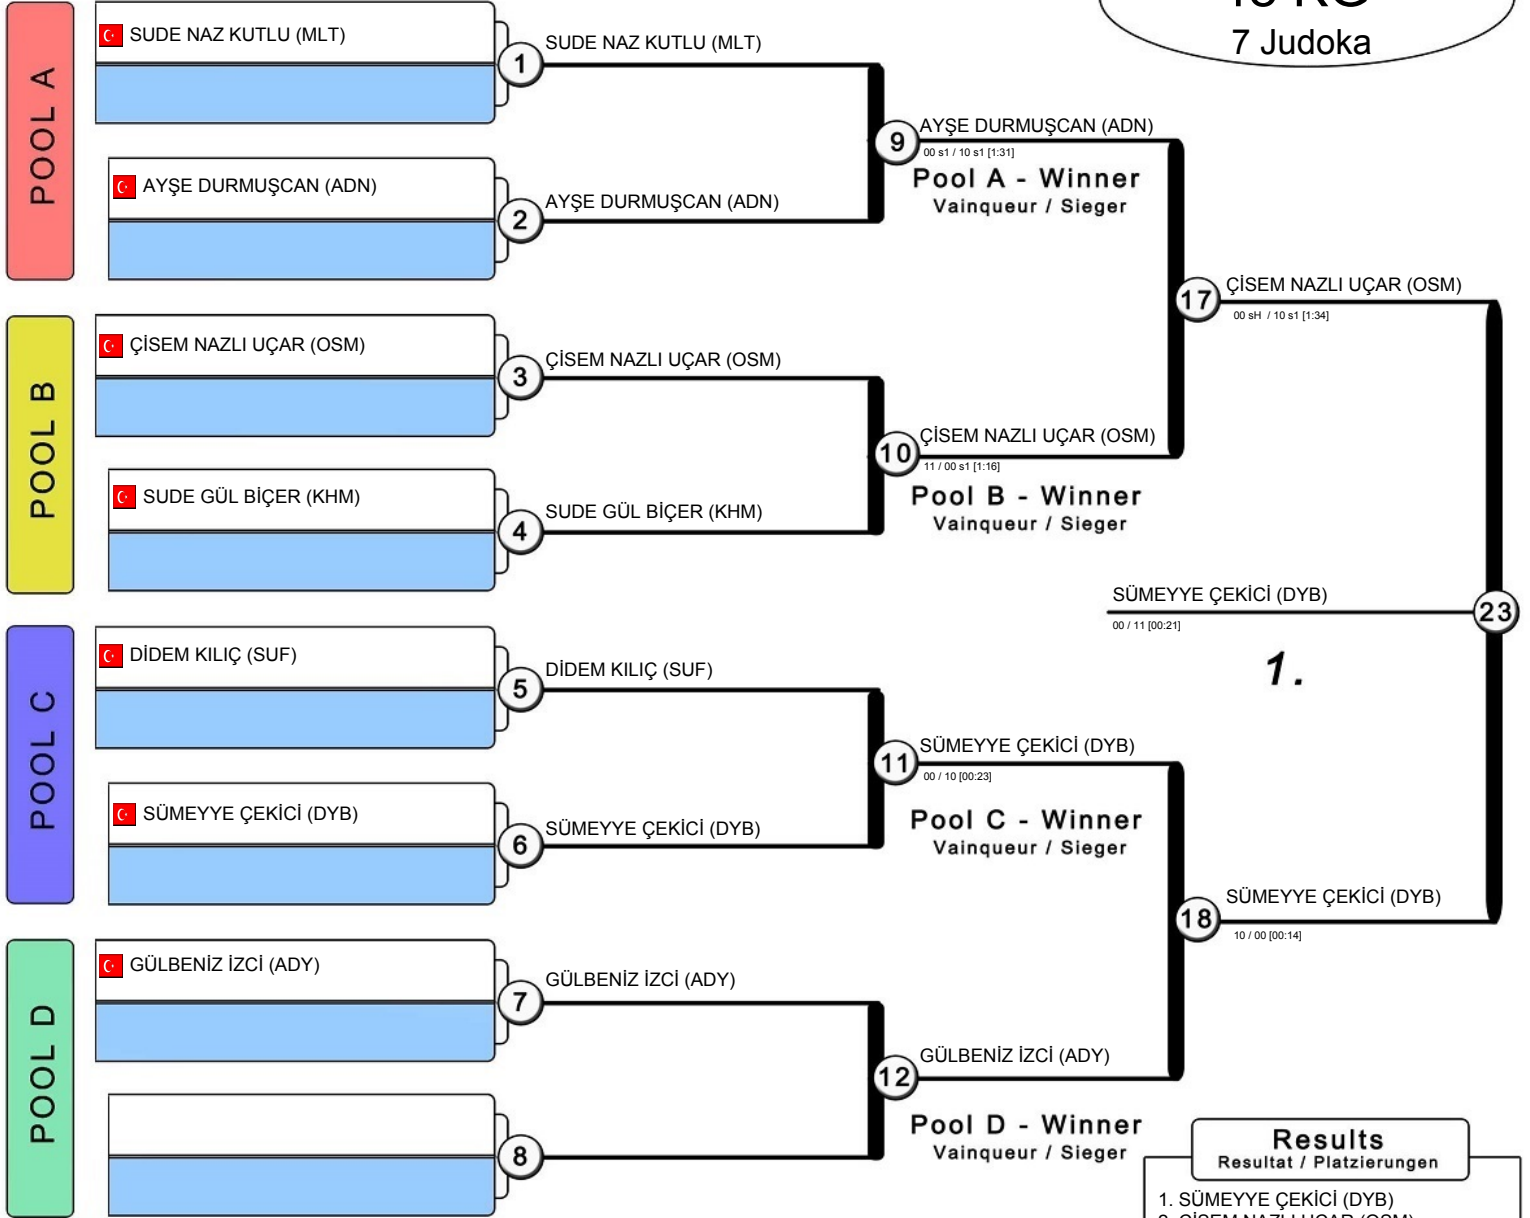 7 Judoka
POOL A
SUDE NAZ KUTLU (MLT)
1
SUDE NAZ KUTLU (MLT)
AYŞE DURMUŞCAN (ADN)
2
AYŞE DURMUŞCAN (ADN)
9
AYŞE DURMUŞCAN (ADN)
00 s1 / 10 s1 [1:31]
Pool A - Winner
Vainqueur / Sieger
POOL B
ÇİSEM NAZLI UÇAR (OSM)
3
ÇİSEM NAZLI UÇAR (OSM)
SUDE GÜL BİÇER (KHM)
4
SUDE GÜL BİÇER (KHM)
10
ÇİSEM NAZLI UÇAR (OSM)
11 / 00 s1 [1:16]
Pool B - Winner
Vainqueur / Sieger
17
ÇİSEM NAZLI UÇAR (OSM)
00 sH / 10 s1 [1:34]
SÜMEYYE ÇEKİCİ (DYB)
23
00 / 11 [00:21]
1.
POOL C
DİDEM KILIÇ (SUF)
5
DİDEM KILIÇ (SUF)
SÜMEYYE ÇEKİCİ (DYB)
6
SÜMEYYE ÇEKİCİ (DYB)
11
SÜMEYYE ÇEKİCİ (DYB)
00 / 10 [00:23]
Pool C - Winner
Vainqueur / Sieger
18
SÜMEYYE ÇEKİCİ (DYB)
10 / 00 [00:14]
POOL D
GÜLBENİZ İZCİ (ADY)
7
GÜLBENİZ İZCİ (ADY)
8
12
GÜLBENİZ İZCİ (ADY)
Pool D - Winner
Vainqueur / Sieger
Results
Resultat / Platzierungen
1. SÜMEYYE ÇEKİCİ (DYB)
ÇİSEM NAZLI UÇAR (OSM)